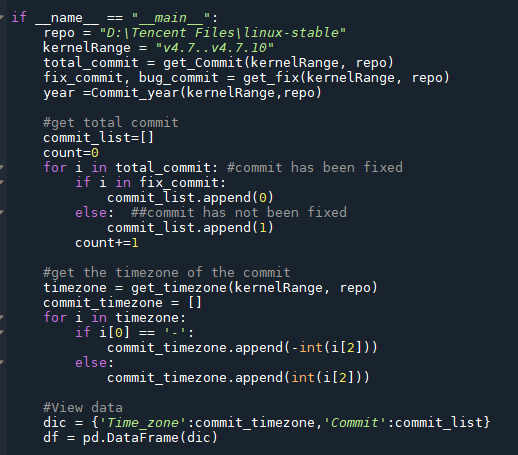 if __name__ == "__main__":
    repo = "D:\Tencent Files\linux-stable"
    kernelRange = "v4.7..v4.7.10"
    total_commit = get_Commit(kernelRange, repo)
    fix_commit, bug_commit = get_fix(kernelRange, repo)
    year =Commit_year(kernelRange,repo)

    #get total commit
    commit_list=[]
    count=0
    for i in total_commit: #commit has been fixed
        if i in fix_commit:
            commit_list.append(0)
        else:  ##commit has not been fixed
            commit_list.append(1)
        count+=1

    #get the timezone of the commit
    timezone = get_timezone(kernelRange, repo)
    commit_timezone = []
    for i in timezone:
        if i[0] == '-':
            commit_timezone.append(-int(i[2]))
        else:
            commit_timezone.append(int(i[2]))

    #View data
    dic = {'Time_zone':commit_timezone,'Commit':commit_list}
    df = pd.DataFrame(dic)